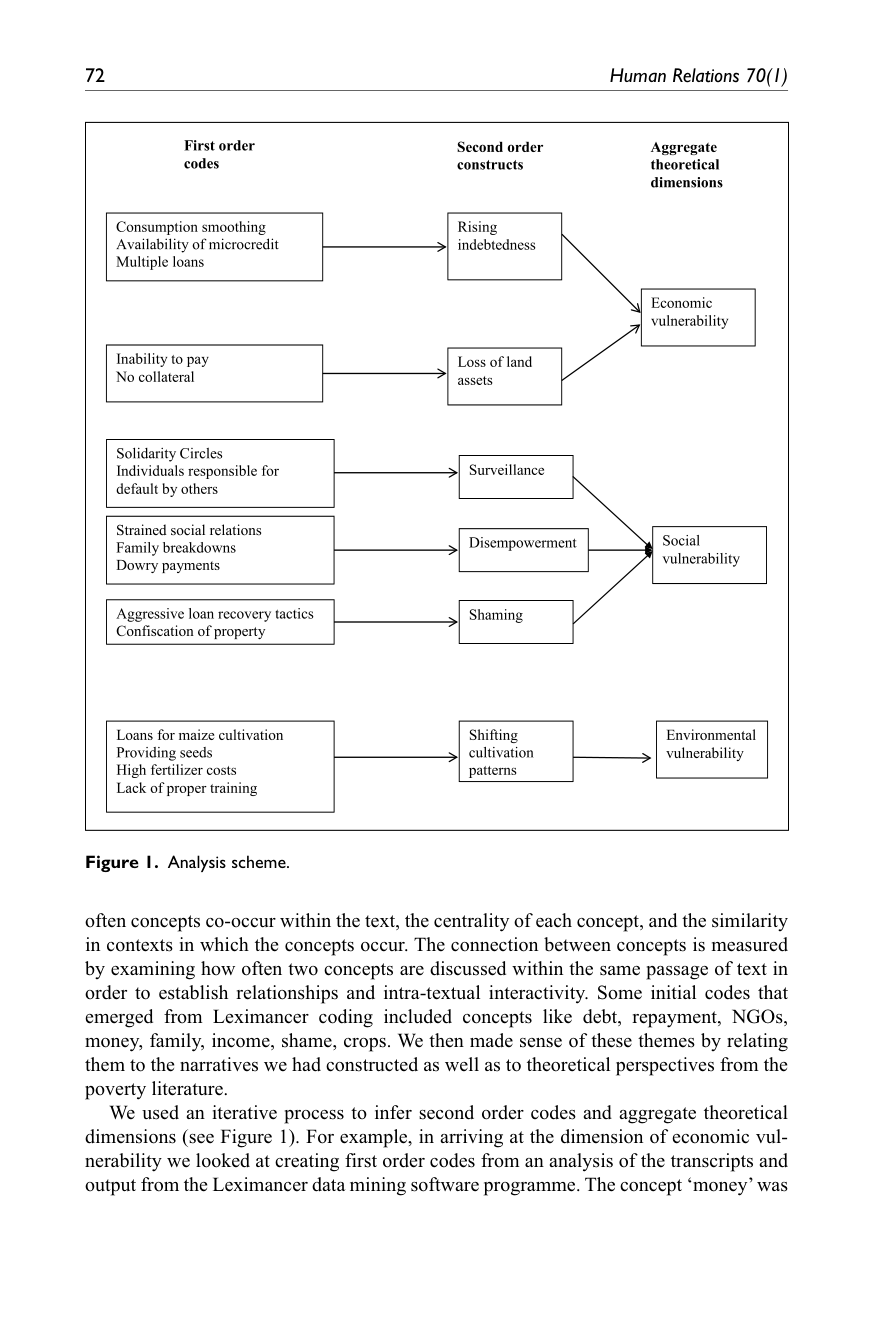 72
Human Relations 70(1)
First order
codes
Second order
constructs
Aggregate
theoretical
dimensions
Consumption smoothing
Availability of microcredit
Multiple loans
Rising
indebtedness
Economic
vulnerability
Inability to pay
No collateral
Loss of land
assets
Solidarity Circles
Individuals responsible for
default by others
Surveillance
Strained social relations
Family breakdowns
Dowry payments
Disempowerment
Social
vulnerability
Aggressive loan recovery tactics
Confiscation of property
Shaming
Loans for maize cultivation
Providing seeds
High fertilizer costs
Lack of proper training
Shifting
cultivation
patterns
Environmental
vulnerability
Figure 1. Analysis scheme.
often concepts co-occur within the text, the centrality of each concept, and the similarity
in contexts in which the concepts occur. The connection between concepts is measured
by examining how often two concepts are discussed within the same passage of text in
order to establish relationships and intra-textual interactivity. Some initial codes that
emerged from Leximancer coding included concepts like debt, repayment, NGOs,
money, family, income, shame, crops. We then made sense of these themes by relating
them to the narratives we had constructed as well as to theoretical perspectives from the
poverty literature.
We used an iterative process to infer second order codes and aggregate theoretical
dimensions (see Figure 1). For example, in arriving at the dimension of economic vul-
nerability we looked at creating first order codes from an analysis of the transcripts and
output from the Leximancer data mining software programme. The concept ‘money’ was